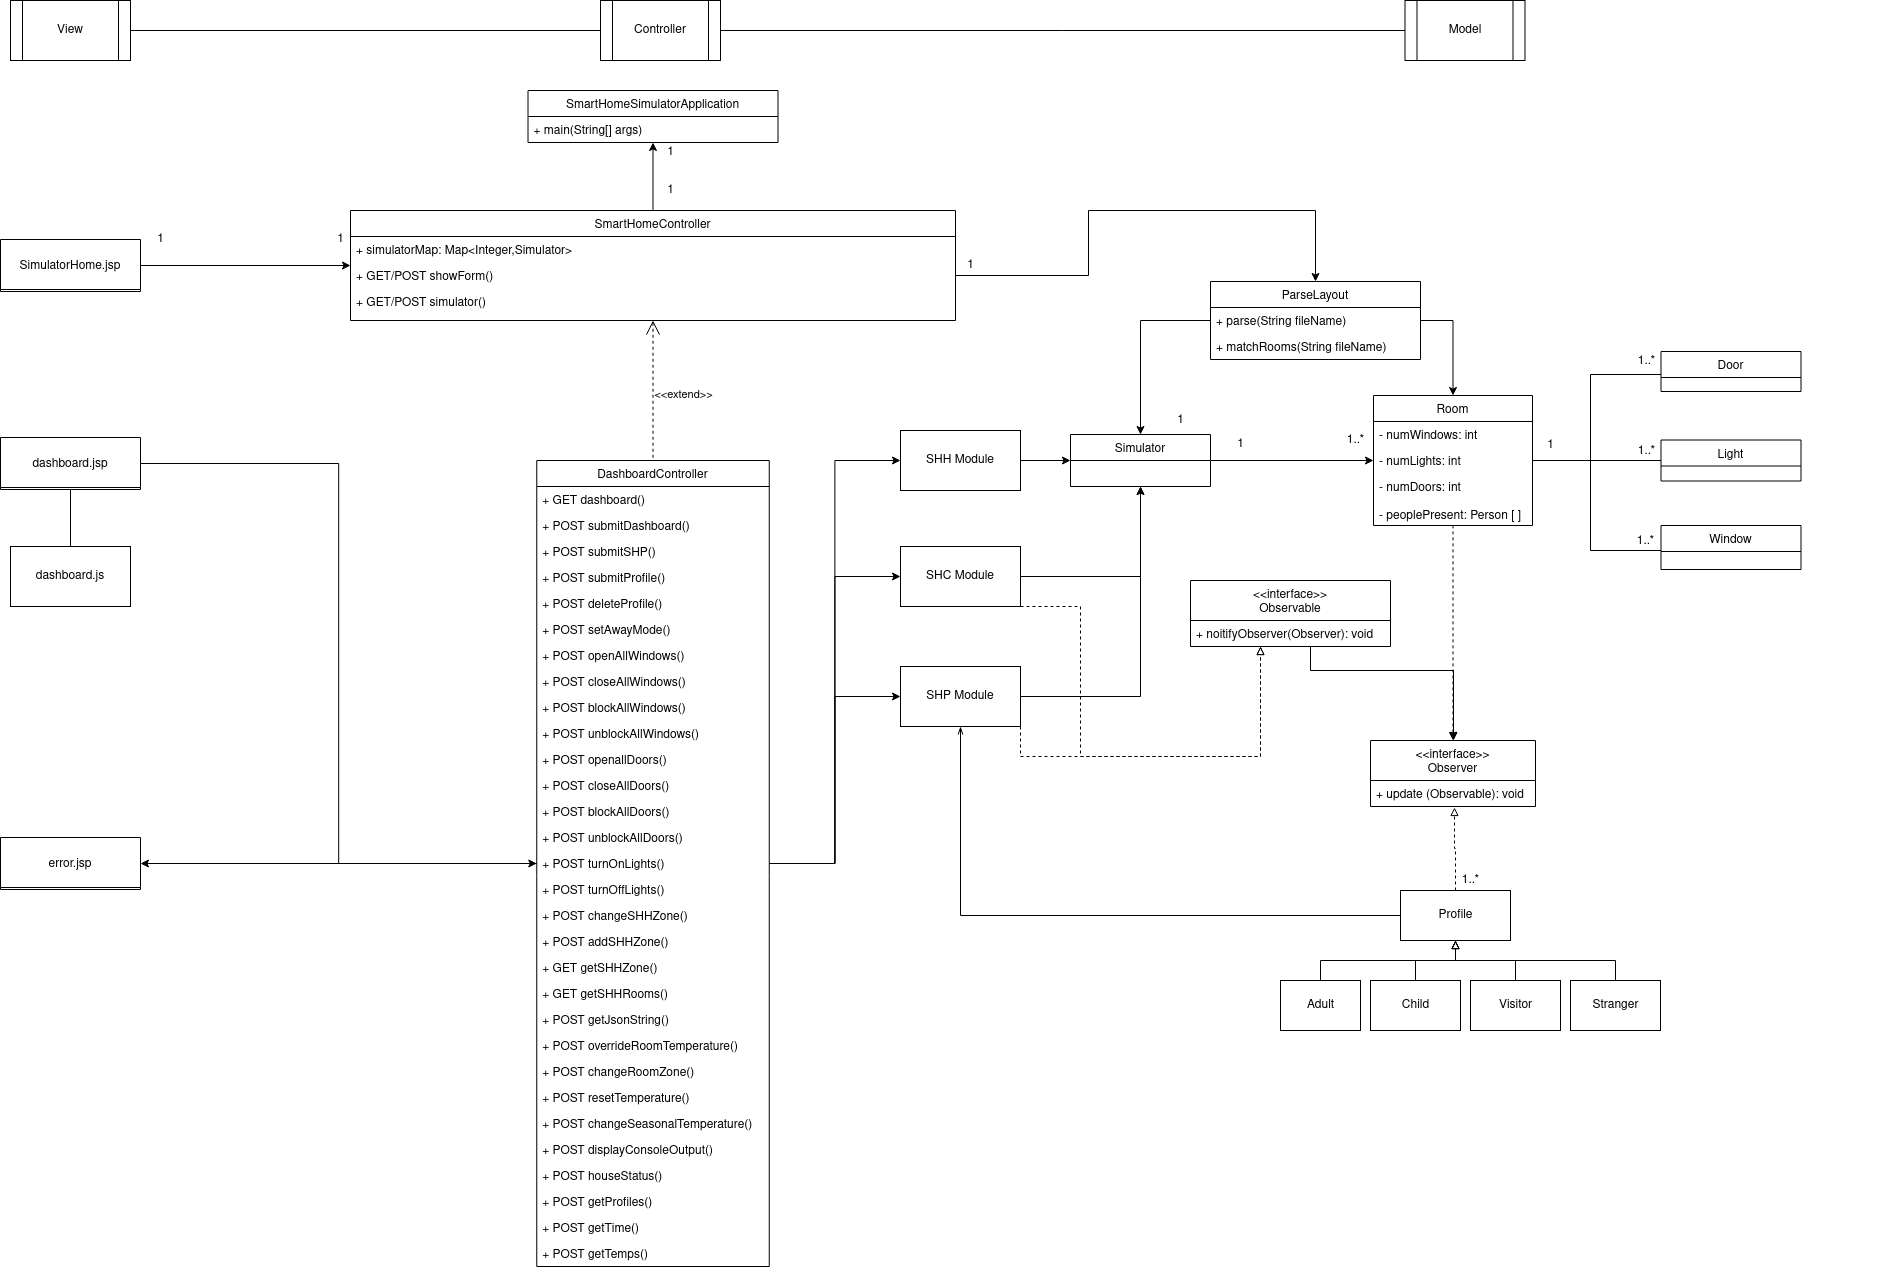 View
Controller
Model
SmartHomeSimulatorApplication
+ main(String[] args)
1
1
SmartHomeController
+ simulatorMap: Map<Integer,Simulator>
+ GET/POST showForm()
+ GET/POST simulator()
SimulatorHome.jsp
1
1
1
ParseLayout
+ parse(String fileName)
+ matchRooms(String fileName)
<<extend>>
dashboard.jsp
dashboard.js
error.jsp
DashboardController
+ GET dashboard()
+ POST submitDashboard()
+ POST submitSHP()
+ POST submitProfile()
+ POST deleteProfile()
+ POST setAwayMode()
+ POST openAllWindows()
+ POST closeAllWindows()
+ POST blockAllWindows()
+ POST unblockAllWindows()
+ POST openallDoors()
+ POST closeAllDoors()
+ POST blockAllDoors()
+ POST unblockAllDoors()
+ POST turnOnLights()
+ POST turnOffLights()
+ POST changeSHHZone()
+ POST addSHHZone()
+ GET getSHHZone()
+ GET getSHHRooms()
+ POST getJsonString()
+ POST overrideRoomTemperature()
+ POST changeRoomZone()
+ POST resetTemperature()
+ POST changeSeasonalTemperature()
+ POST displayConsoleOutput()
+ POST houseStatus()
+ POST getProfiles()
+ POST getTime()
+ POST getTemps()
SHH Module
SHC Module
SHP Module
1
Simulator
1
1..*
Room
- numWindows: int
- numLights: int
- numDoors: int
- peoplePresent: Person [ ]
1
1..*
Door
1..*
Light
1..*
Window
<<interface>>
Observable
+ noitifyObserver(Observer): void
<<interface>>
Observer
+ update (Observable): void
1..*
Profile
Adult
Child
Visitor
Stranger